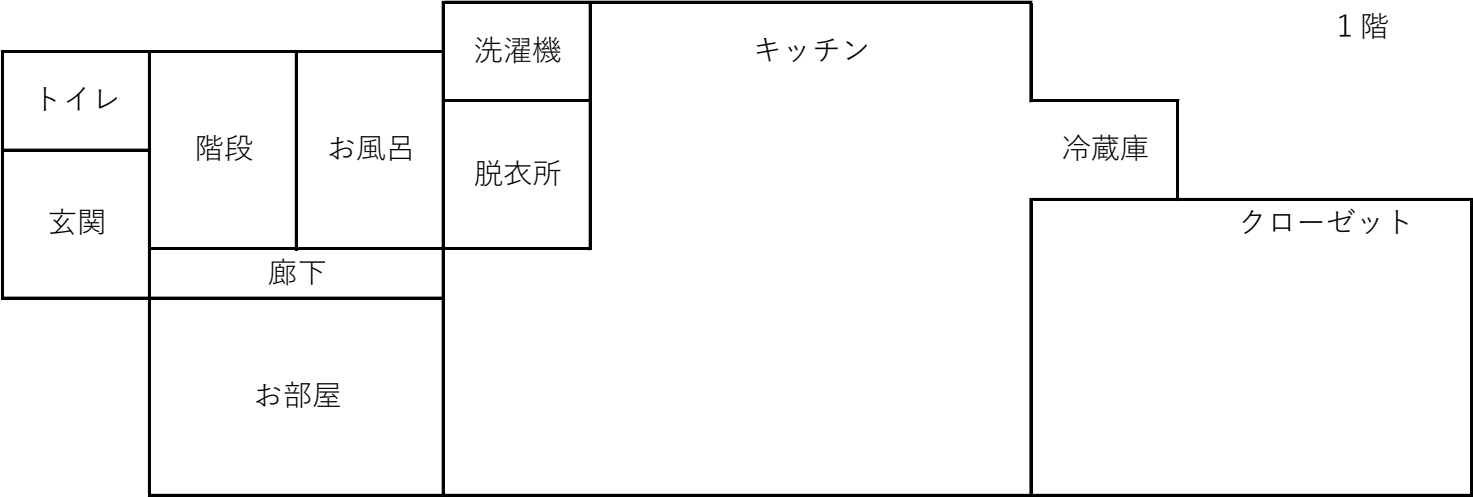 １階
洗濯機
キッチン
トイレ
階段
お風呂
冷蔵庫
脱衣所
玄関
クローゼット
廊下
お部屋